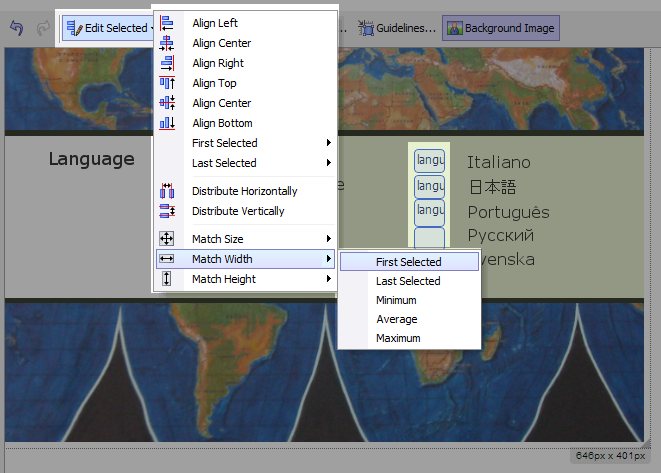 Edit Selected
...
Guidelines...
Background Image
Align Left
Align Center
Align Right
Align Top
Align Center
Align Bottom
First Selected
Last Selected
Distribute Horizontally
Distribute Vertically
Match Size
Match Width
Match Height
First Selected
Last Selected
Minimum
Average
Maximum
Language
e
langu
langu
langu
Italiano
日本語
Português
Русский
venska
646px x 401px